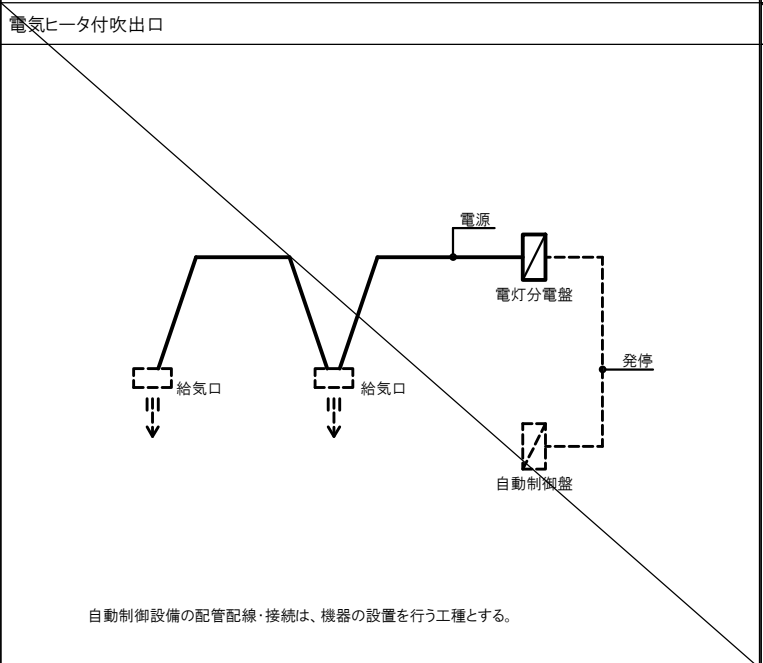 電気ヒータ付吹出口
電源
電灯分電盤
発停
給気口
給気口
自動制御盤
自動制御設備の配管配線・接続は、機器の設置を行う工種とする。